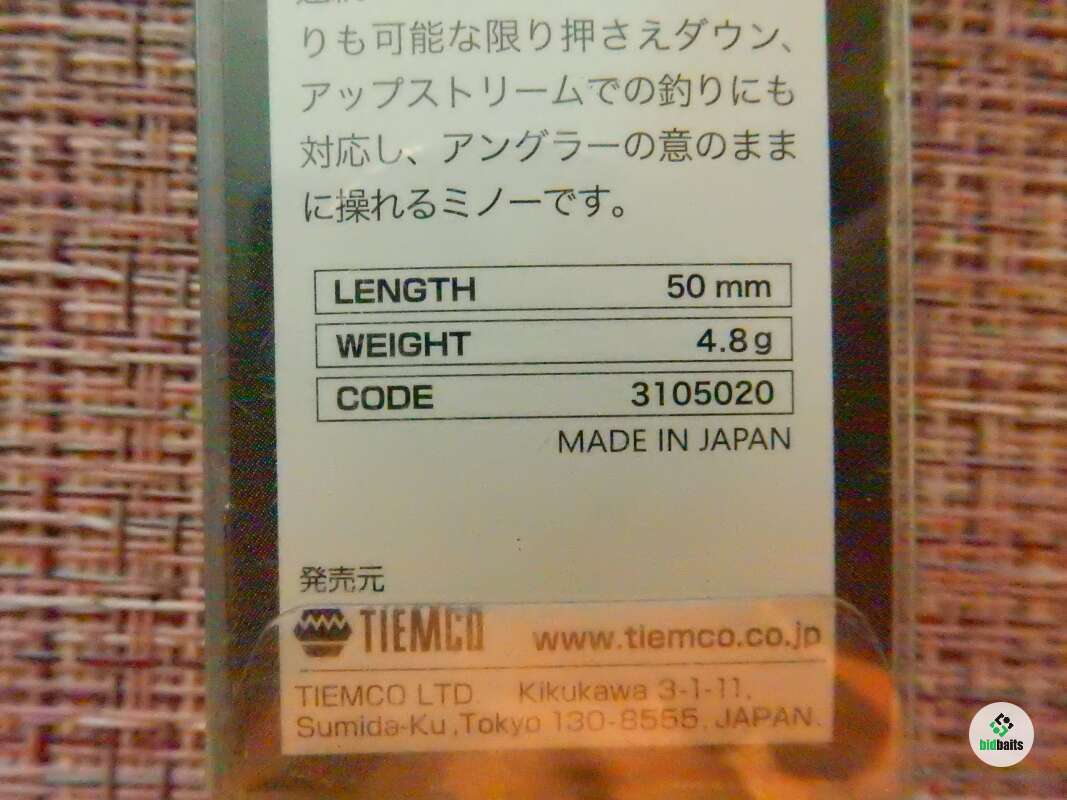 りも可能な限り押さえダウン、
アップストリームでの釣りにも
対応し、アングラーの意のまま
に操れるミノーです。
LENGTH 50 mm
WEIGHT 4.8g
CODE 3105020
MADE IN JAPAN
発売元
TIEMCO www.tiemco.co.jp
TIEMCO LTD Kikukawa 3-1-11,
Sumida-Ku,Tokyo 130-8555, JAPAN.
bidbaits